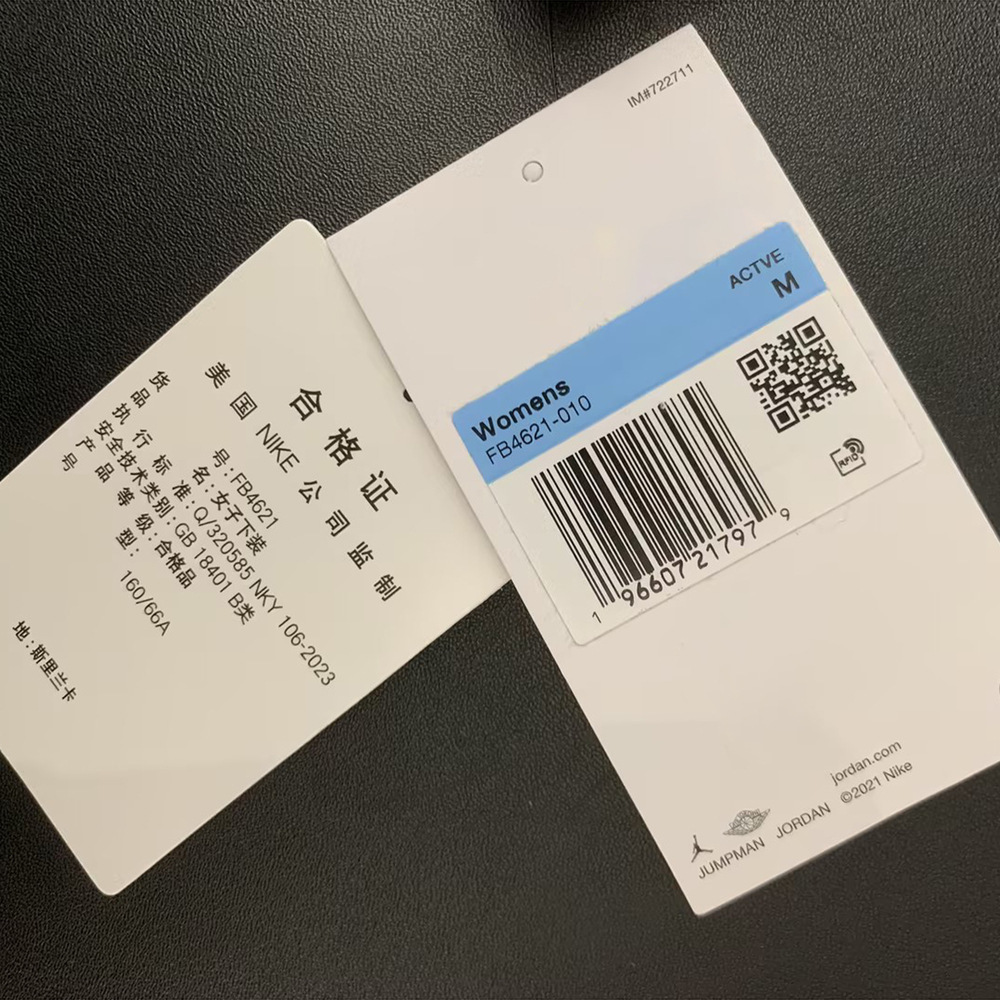 合格证
美国 NIKE 公司监制
货号:FB4621
品名:女子下装
执行标准:Q/320585 NKY 106-2023
安全技术类别:GB 18401 B类
产品等级:合格品
号型:160/66A
地:斯里兰卡
IM#722711
ACTVE
M
Womens
FB4621-010
RFID
1 96607 21797 9
jordan.com
©2021 Nike
JUMPMAN JORDAN